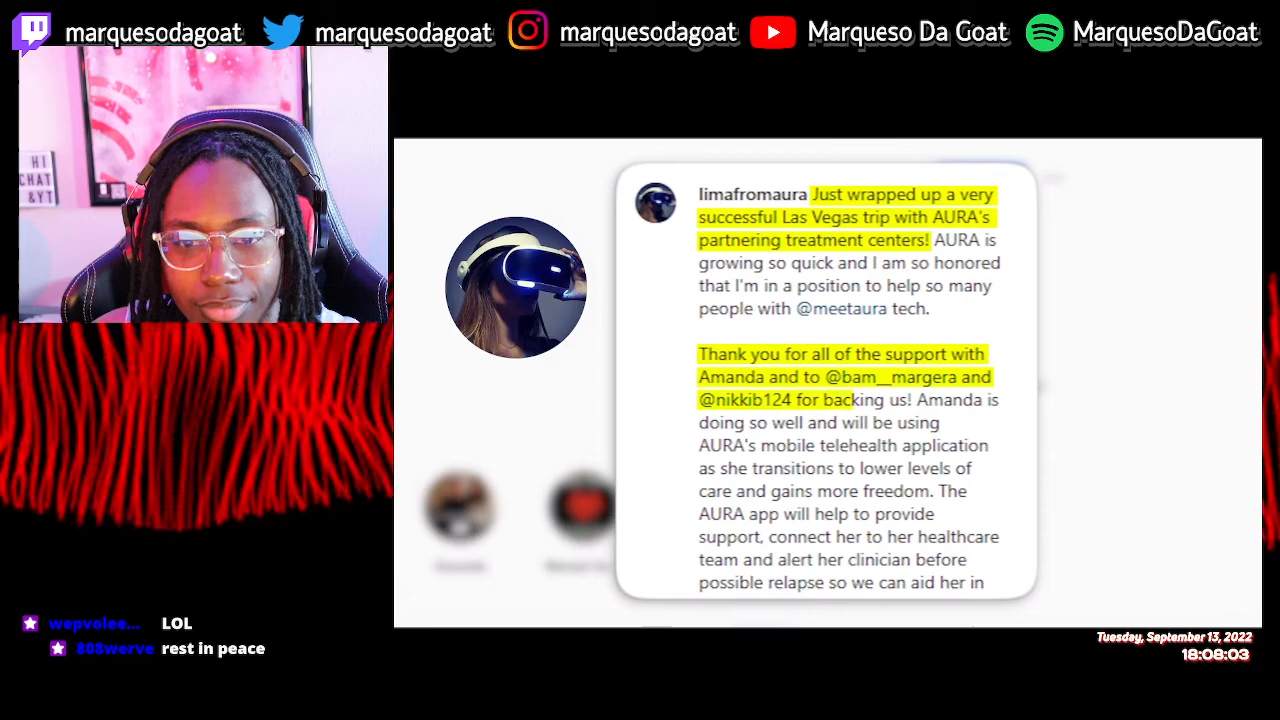 marquesodagoat
marquesodagoat
marquesodagoat
Marqueso Da Goat
MarquesoDaGoat
HI
CHAT
&YT
limafromaura Just wrapped up a very
successful Las Vegas trip with AURA's
partnering treatment centers! AURA is
growing so quick and I am so honored
that I'm in a position to help so many
people with @meetaura tech.
Thank you for all of the support with
Amanda and to @bam__margera and
@nikkib124 for backing us! Amanda is
doing so well and will be using
AURA's mobile telehealth application
as she transitions to lower levels of
care and gains more freedom. The
AURA app will help to provide
support, connect her to her healthcare
team and alert her clinician before
possible relapse so we can aid her in
wepvolee... LOL
808werve rest in peace
Tuesday, September 13, 2022
18:08:03